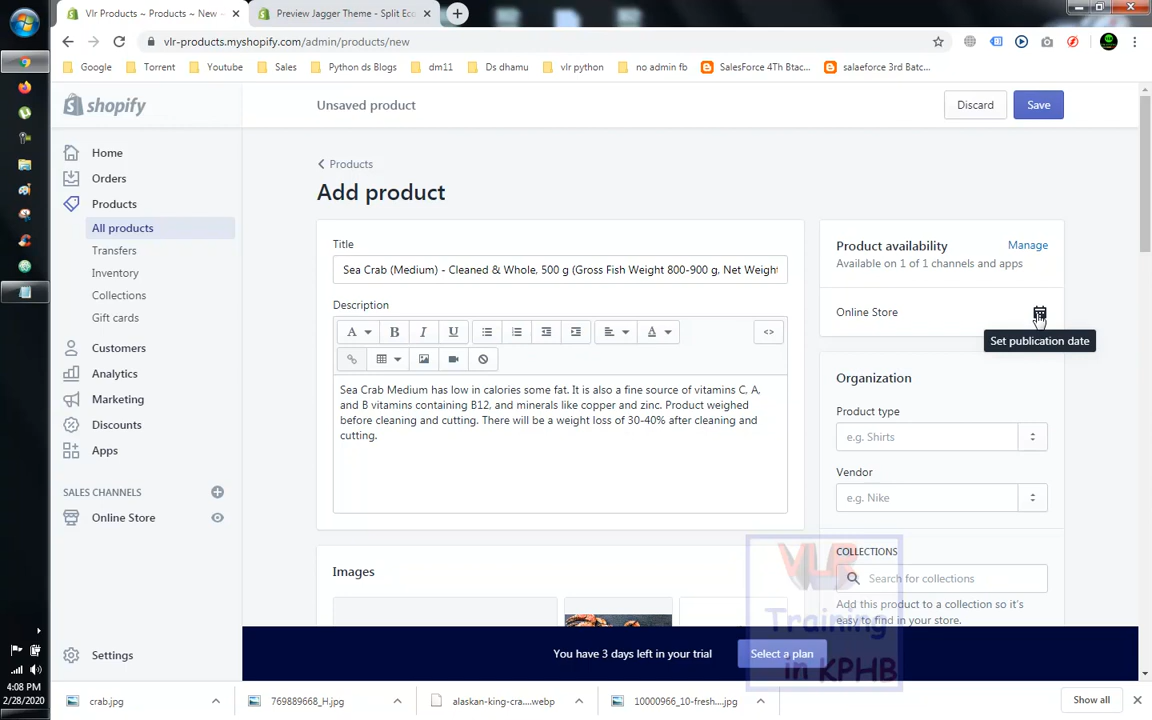 Vlr Products ~ Products ~ New
Preview Jagger Theme - Split Ec
vlr-products.myshopify.com/admin/products/new
Google
Torrent
Youtube
Sales
Python ds Blogs
dm11
Ds dhamu
vlr python
no admin fb
SalesForce 4Th Btac...
salaeforce 3rd Batc...
shopify
Unsaved product
Discard
Save
Home
Orders
Products
All products
Transfers
Inventory
Collections
Gift cards
Customers
Analytics
Marketing
Discounts
Apps
SALES CHANNELS
Online Store
Settings
Products
Add product
Title
Sea Crab (Medium) - Cleaned & Whole, 500 g (Gross Fish Weight 800-900 g, Net Weight
Description
A
B
I
U
A
<>
Sea Crab Medium has low in calories some fat. It is also a fine source of vitamins C, A,
and B vitamins containing B12, and minerals like copper and zinc. Product weighed
before cleaning and cutting. There will be a weight loss of 30-40% after cleaning and
cutting.
Images
Product availability
Manage
Available on 1 of 1 channels and apps
Online Store
Set publication date
Organization
Product type
e.g. Shirts
Vendor
e.g. Nike
COLLECTIONS
Search for collections
Add this product to a collection so it's
easy to find in your store.
VLR
Training
in KPHB
You have 3 days left in your trial
Select a plan
4:08 PM
2/28/2020
crab.jpg
769889668_H.jpg
alaskan-king-cra....webp
10000966_10-fresh....jpg
Show all